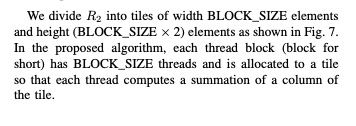 We divide R2 into tiles of width BLOCK_SIZE elements
and height (BLOCK_SIZE × 2) elements as shown in Fig. 7.
In the proposed algorithm, each thread block (block for
short) has BLOCK_SIZE threads and is allocated to a tile
so that each thread computes a summation of a column of
the tile.